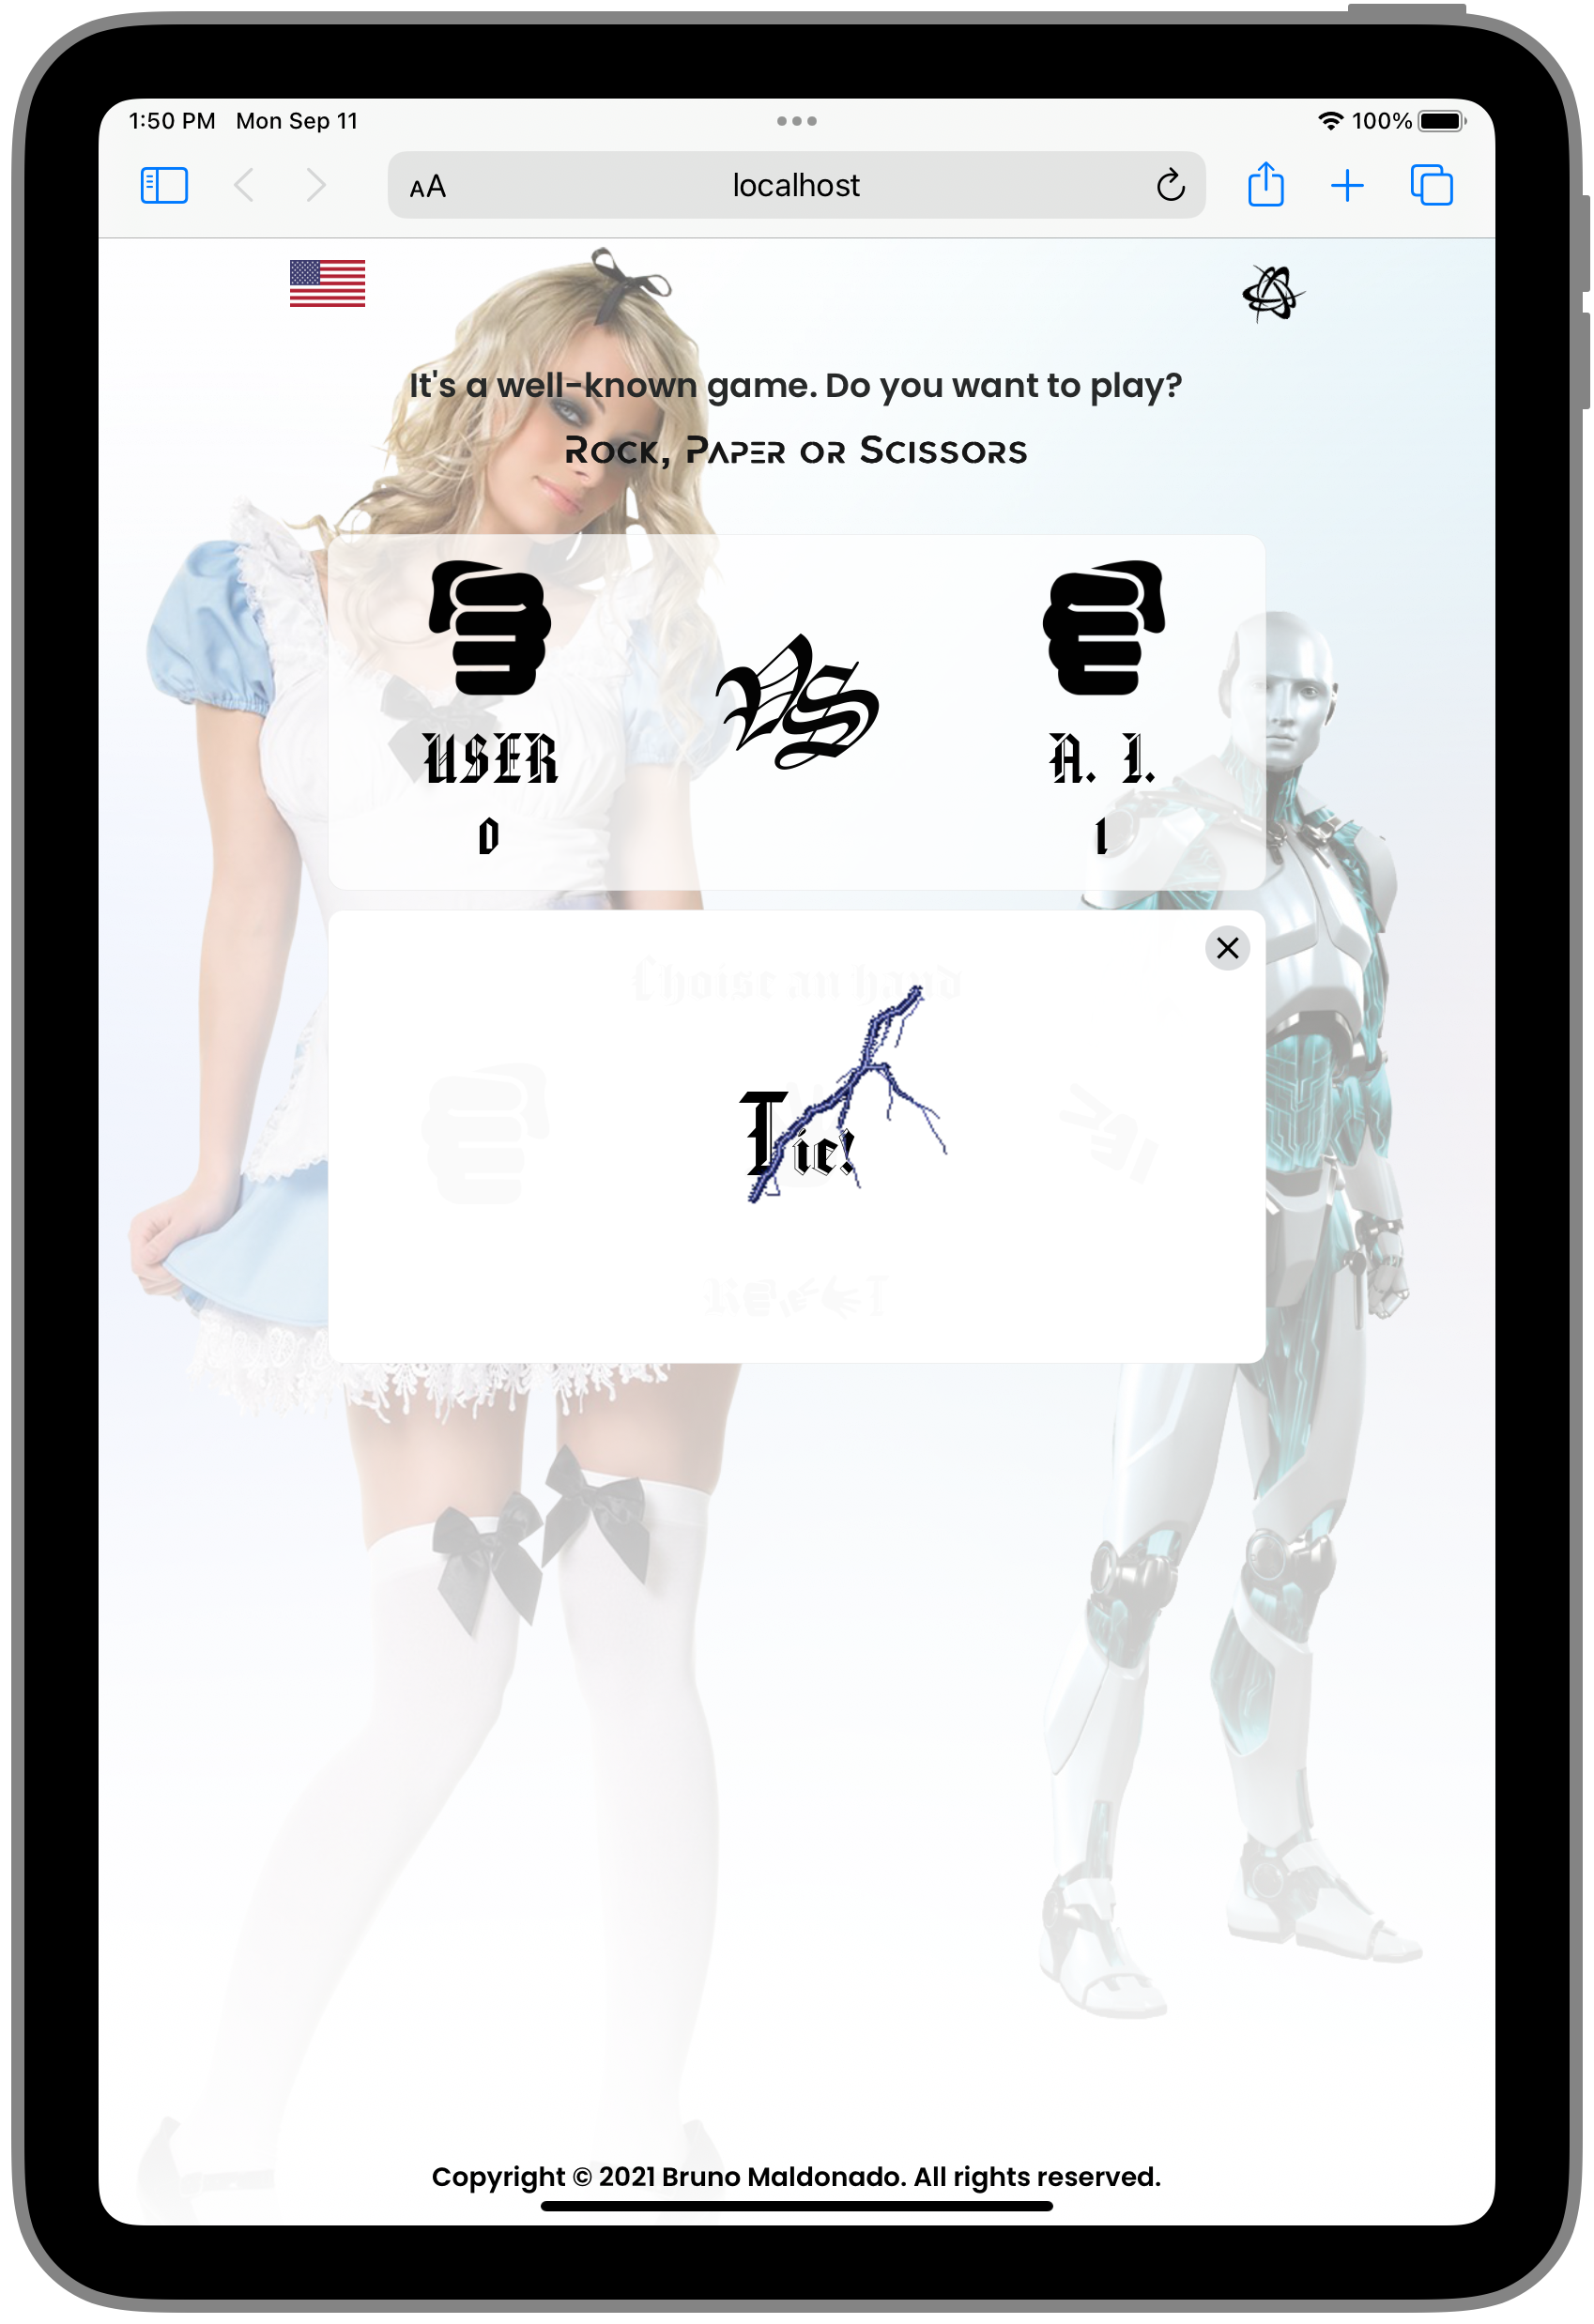 1:50 PM Mon Sep 11
100%
AA
localhost
It's a well-known game. Do you want to play?
Rock, Paper or Scissors
VS
USER
A. I.
0
1
Choise an hand
Tie!
Copyright © 2021 Bruno Maldonado. All rights reserved.